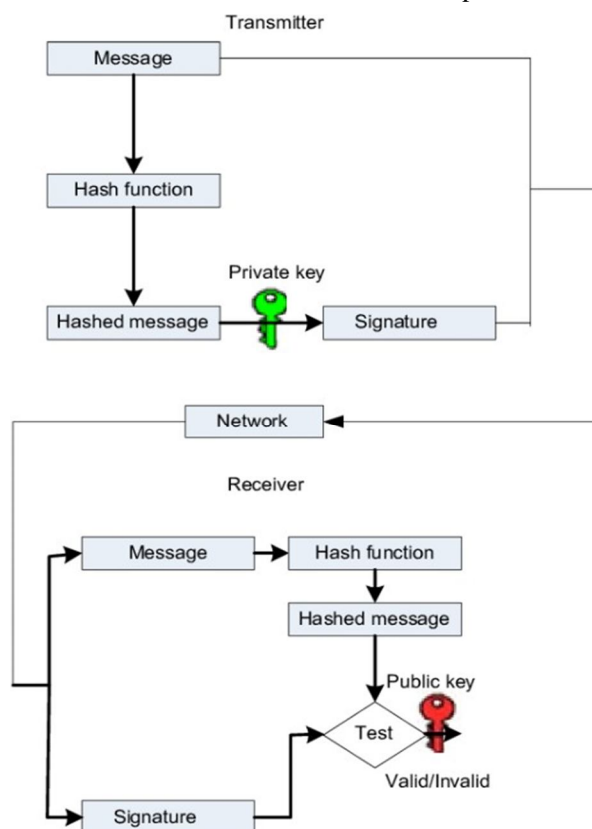 Transmitter
Message
Hash function
Private key
Hashed message
Signature
Network
Receiver
Message
Hash function
Hashed message
Public key
Test
Valid/Invalid
Signature